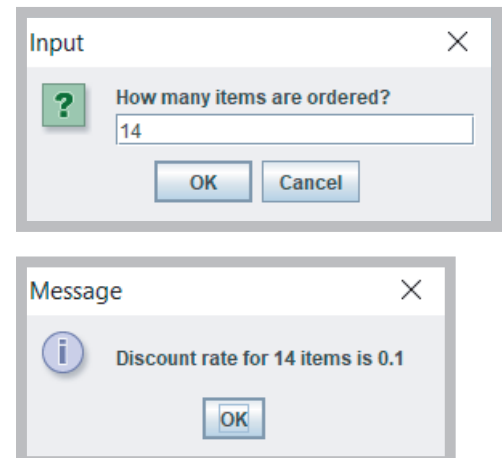 Input
?
How many items are ordered?
14
OK Cancel
Message
i
Discount rate for 14 items is 0.1
OK